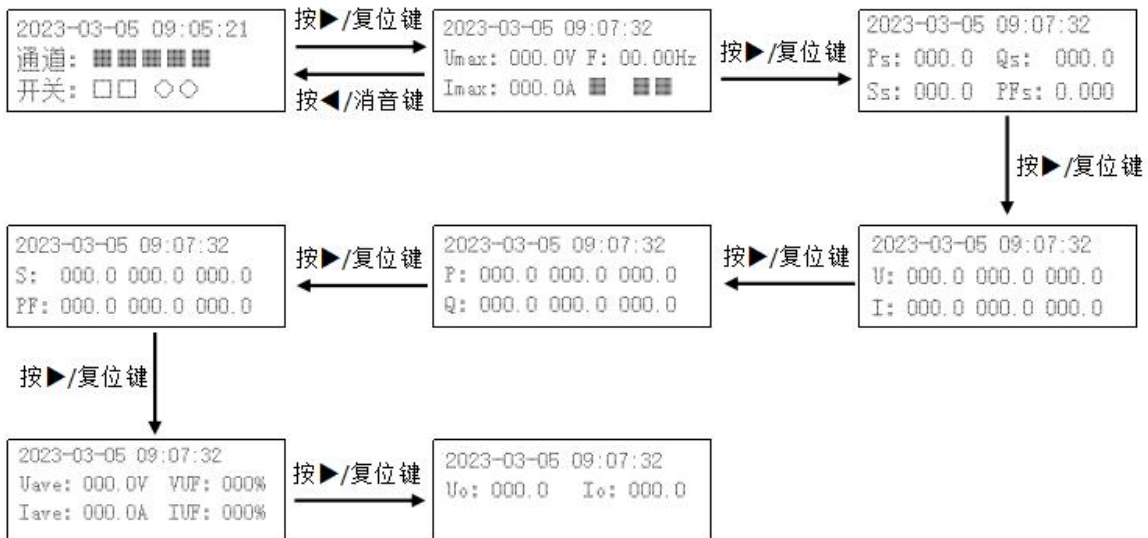 2023-03-05 09:05:21
通道: ▦▦▦▦▦
开关: □□ ◇◇
按▶/复位键
按◀/消音键
2023-03-05 09:07:32
Umax: 000.0V F: 00.00Hz
Imax: 000.0A ▦ ▦▦
按▶/复位键
2023-03-05 09:07:32
Ps: 000.0 Qs: 000.0
Ss: 000.0 PFs: 0.000
按▶/复位键
2023-03-05 09:07:32
U: 000.0 000.0 000.0
I: 000.0 000.0 000.0
按▶/复位键
2023-03-05 09:07:32
P: 000.0 000.0 000.0
Q: 000.0 000.0 000.0
按▶/复位键
2023-03-05 09:07:32
S: 000.0 000.0 000.0
PF: 000.0 000.0 000.0
按▶/复位键
2023-03-05 09:07:32
Uave: 000.0V VUF: 000%
Iave: 000.0A IUF: 000%
按▶/复位键
2023-03-05 09:07:32
Uo: 000.0 Io: 000.0